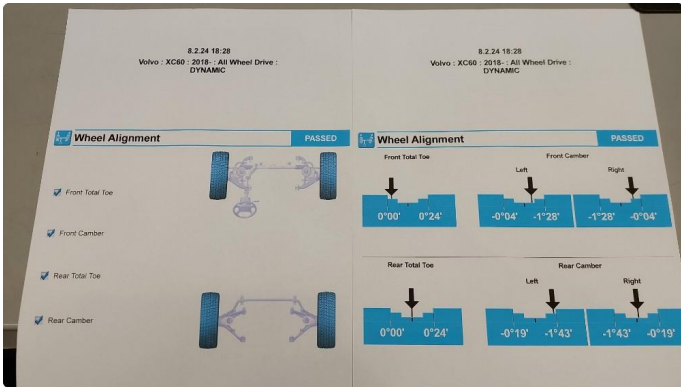 8.2.24 18:28
Volvo : XC60 : 2018- : All Wheel Drive :
DYNAMIC
Wheel Alignment PASSED
Front Total Toe
Front Camber
Rear Total Toe
Rear Camber
8.2.24 18:28
Volvo : XC60 : 2018- : All Wheel Drive :
DYNAMIC
Wheel Alignment PASSED
Front Total Toe Front Camber
Left Right
0°00' 0°24' -0°04' -1°28' -1°28' -0°04'
Rear Total Toe Rear Camber
Left Right
0°00' 0°24' -0°19' -1°43' -1°43' -0°19'